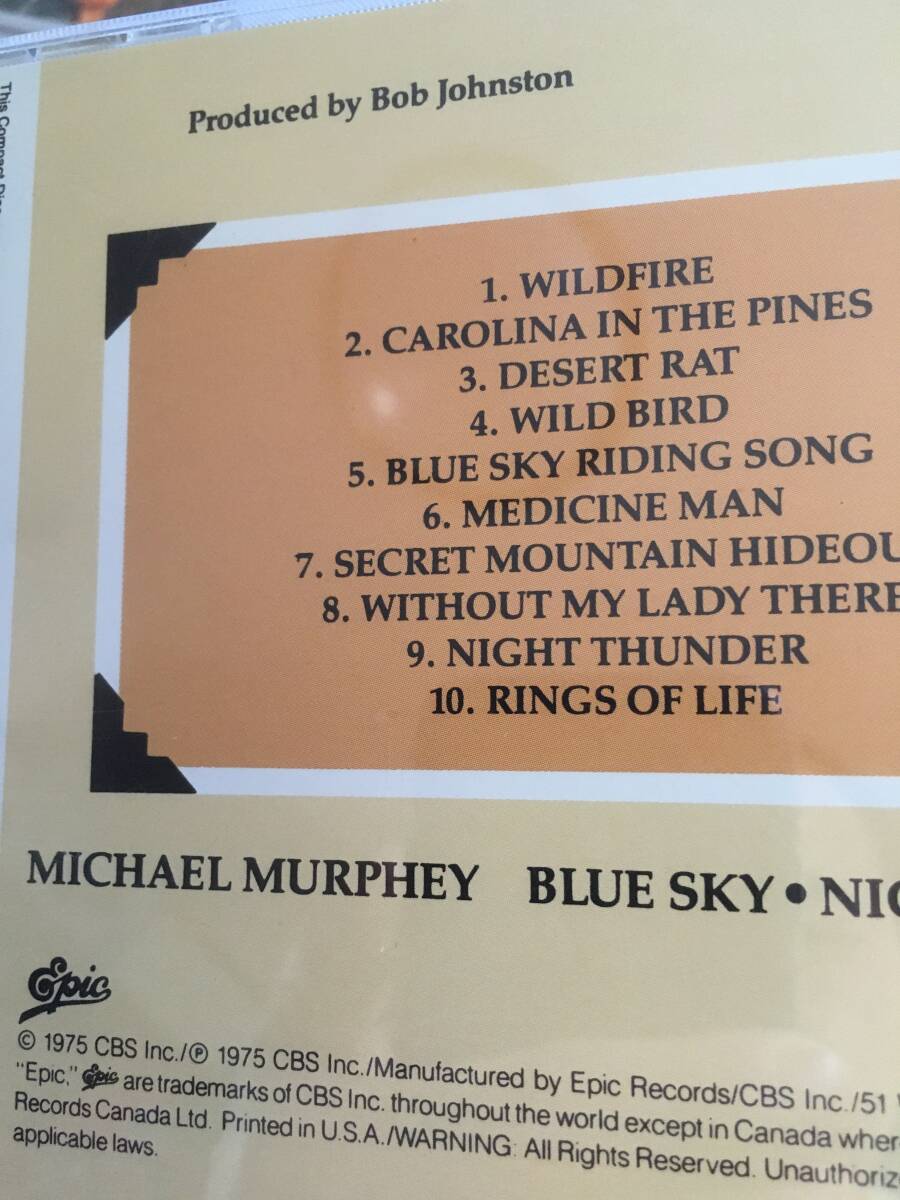 This Compact Disc
Produced by Bob Johnston
1. WILDFIRE
2. CAROLINA IN THE PINES
3. DESERT RAT
4. WILD BIRD
5. BLUE SKY RIDING SONG
6. MEDICINE MAN
7. SECRET MOUNTAIN HIDEOU
8. WITHOUT MY LADY THERE
9. NIGHT THUNDER
10. RINGS OF LIFE
MICHAEL MURPHEY BLUE SKY • NIG
Epic
© 1975 CBS Inc./℗ 1975 CBS Inc./Manufactured by Epic Records/CBS Inc./51
"Epic," Epic are trademarks of CBS Inc. throughout the world except in Canada wher
Records Canada Ltd. Printed in U.S.A./WARNING: All Rights Reserved. Unauthoriz
applicable laws.